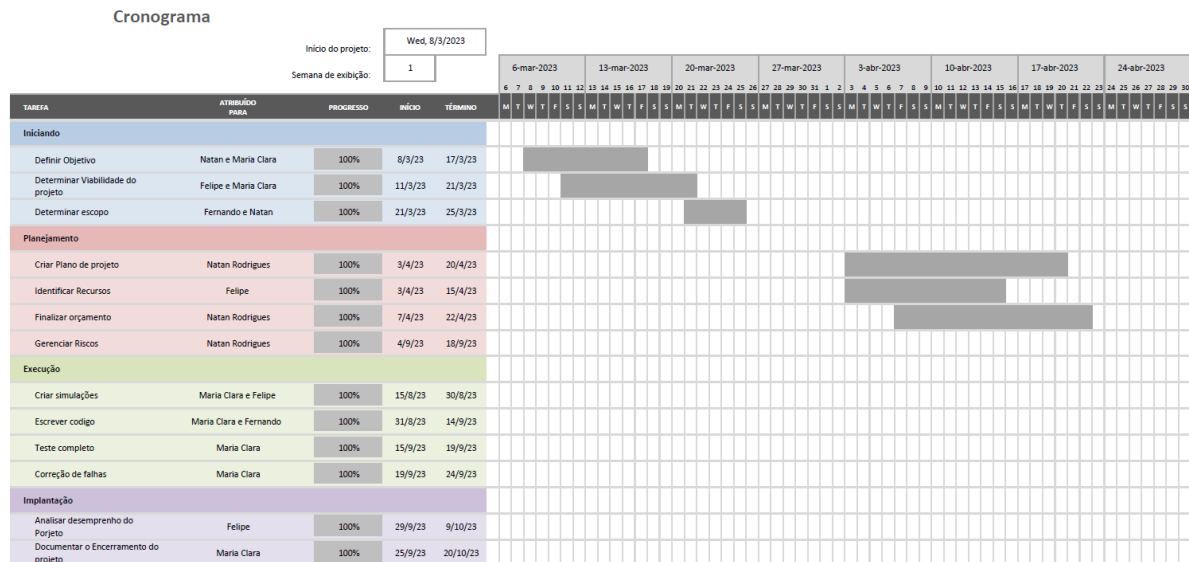 Cronograma
Início do projeto: Wed, 8/3/2023
Semana de exibição: 1
6-mar-2023 13-mar-2023 20-mar-2023 27-mar-2023 3-abr-2023 10-abr-2023 17-abr-2023 24-abr-2023
6 7 8 9 10 11 12 13 14 15 16 17 18 19 20 21 22 23 24 25 26 27 28 29 30 31 1 2 3 4 5 6 7 8 9 10 11 12 13 14 15 16 17 18 19 20 21 22 23 24 25 26 27 28 29 30
TAREFA ATRIBUÍDO PARA PROGRESSO INÍCIO TÉRMINO M T W T F S S M T W T F S S M T W T F S S M T W T F S S M T W T F S S M T W T F S S M T W T F S S M T W T F S S
Iniciando
Definir Objetivo Natan e Maria Clara 100% 8/3/23 17/3/23
Determinar Viabilidade do projeto Felipe e Maria Clara 100% 11/3/23 21/3/23
Determinar escopo Fernando e Natan 100% 21/3/23 25/3/23
Planejamento
Criar Plano de projeto Natan Rodrigues 100% 3/4/23 20/4/23
Identificar Recursos Felipe 100% 3/4/23 15/4/23
Finalizar orçamento Natan Rodrigues 100% 7/4/23 22/4/23
Gerenciar Riscos Natan Rodrigues 100% 4/9/23 18/9/23
Execução
Criar simulações Maria Clara e Felipe 100% 15/8/23 30/8/23
Escrever codigo Maria Clara e Fernando 100% 31/8/23 14/9/23
Teste completo Maria Clara 100% 15/9/23 19/9/23
Correção de falhas Maria Clara 100% 19/9/23 24/9/23
Implantação
Analisar desemprenho do Porjeto Felipe 100% 29/9/23 9/10/23
Documentar o Encerramento do projeto Maria Clara 100% 25/9/23 20/10/23